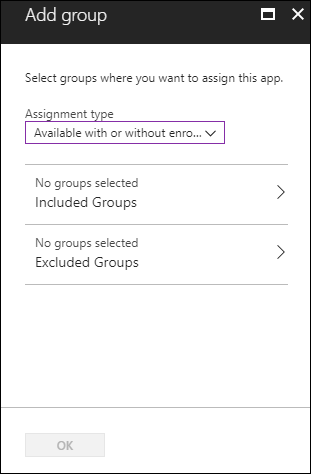 Add group
Select groups where you want to assign this app.
Assignment type
Available with or without enro...
No groups selected
Included Groups
No groups selected
Excluded Groups
OK